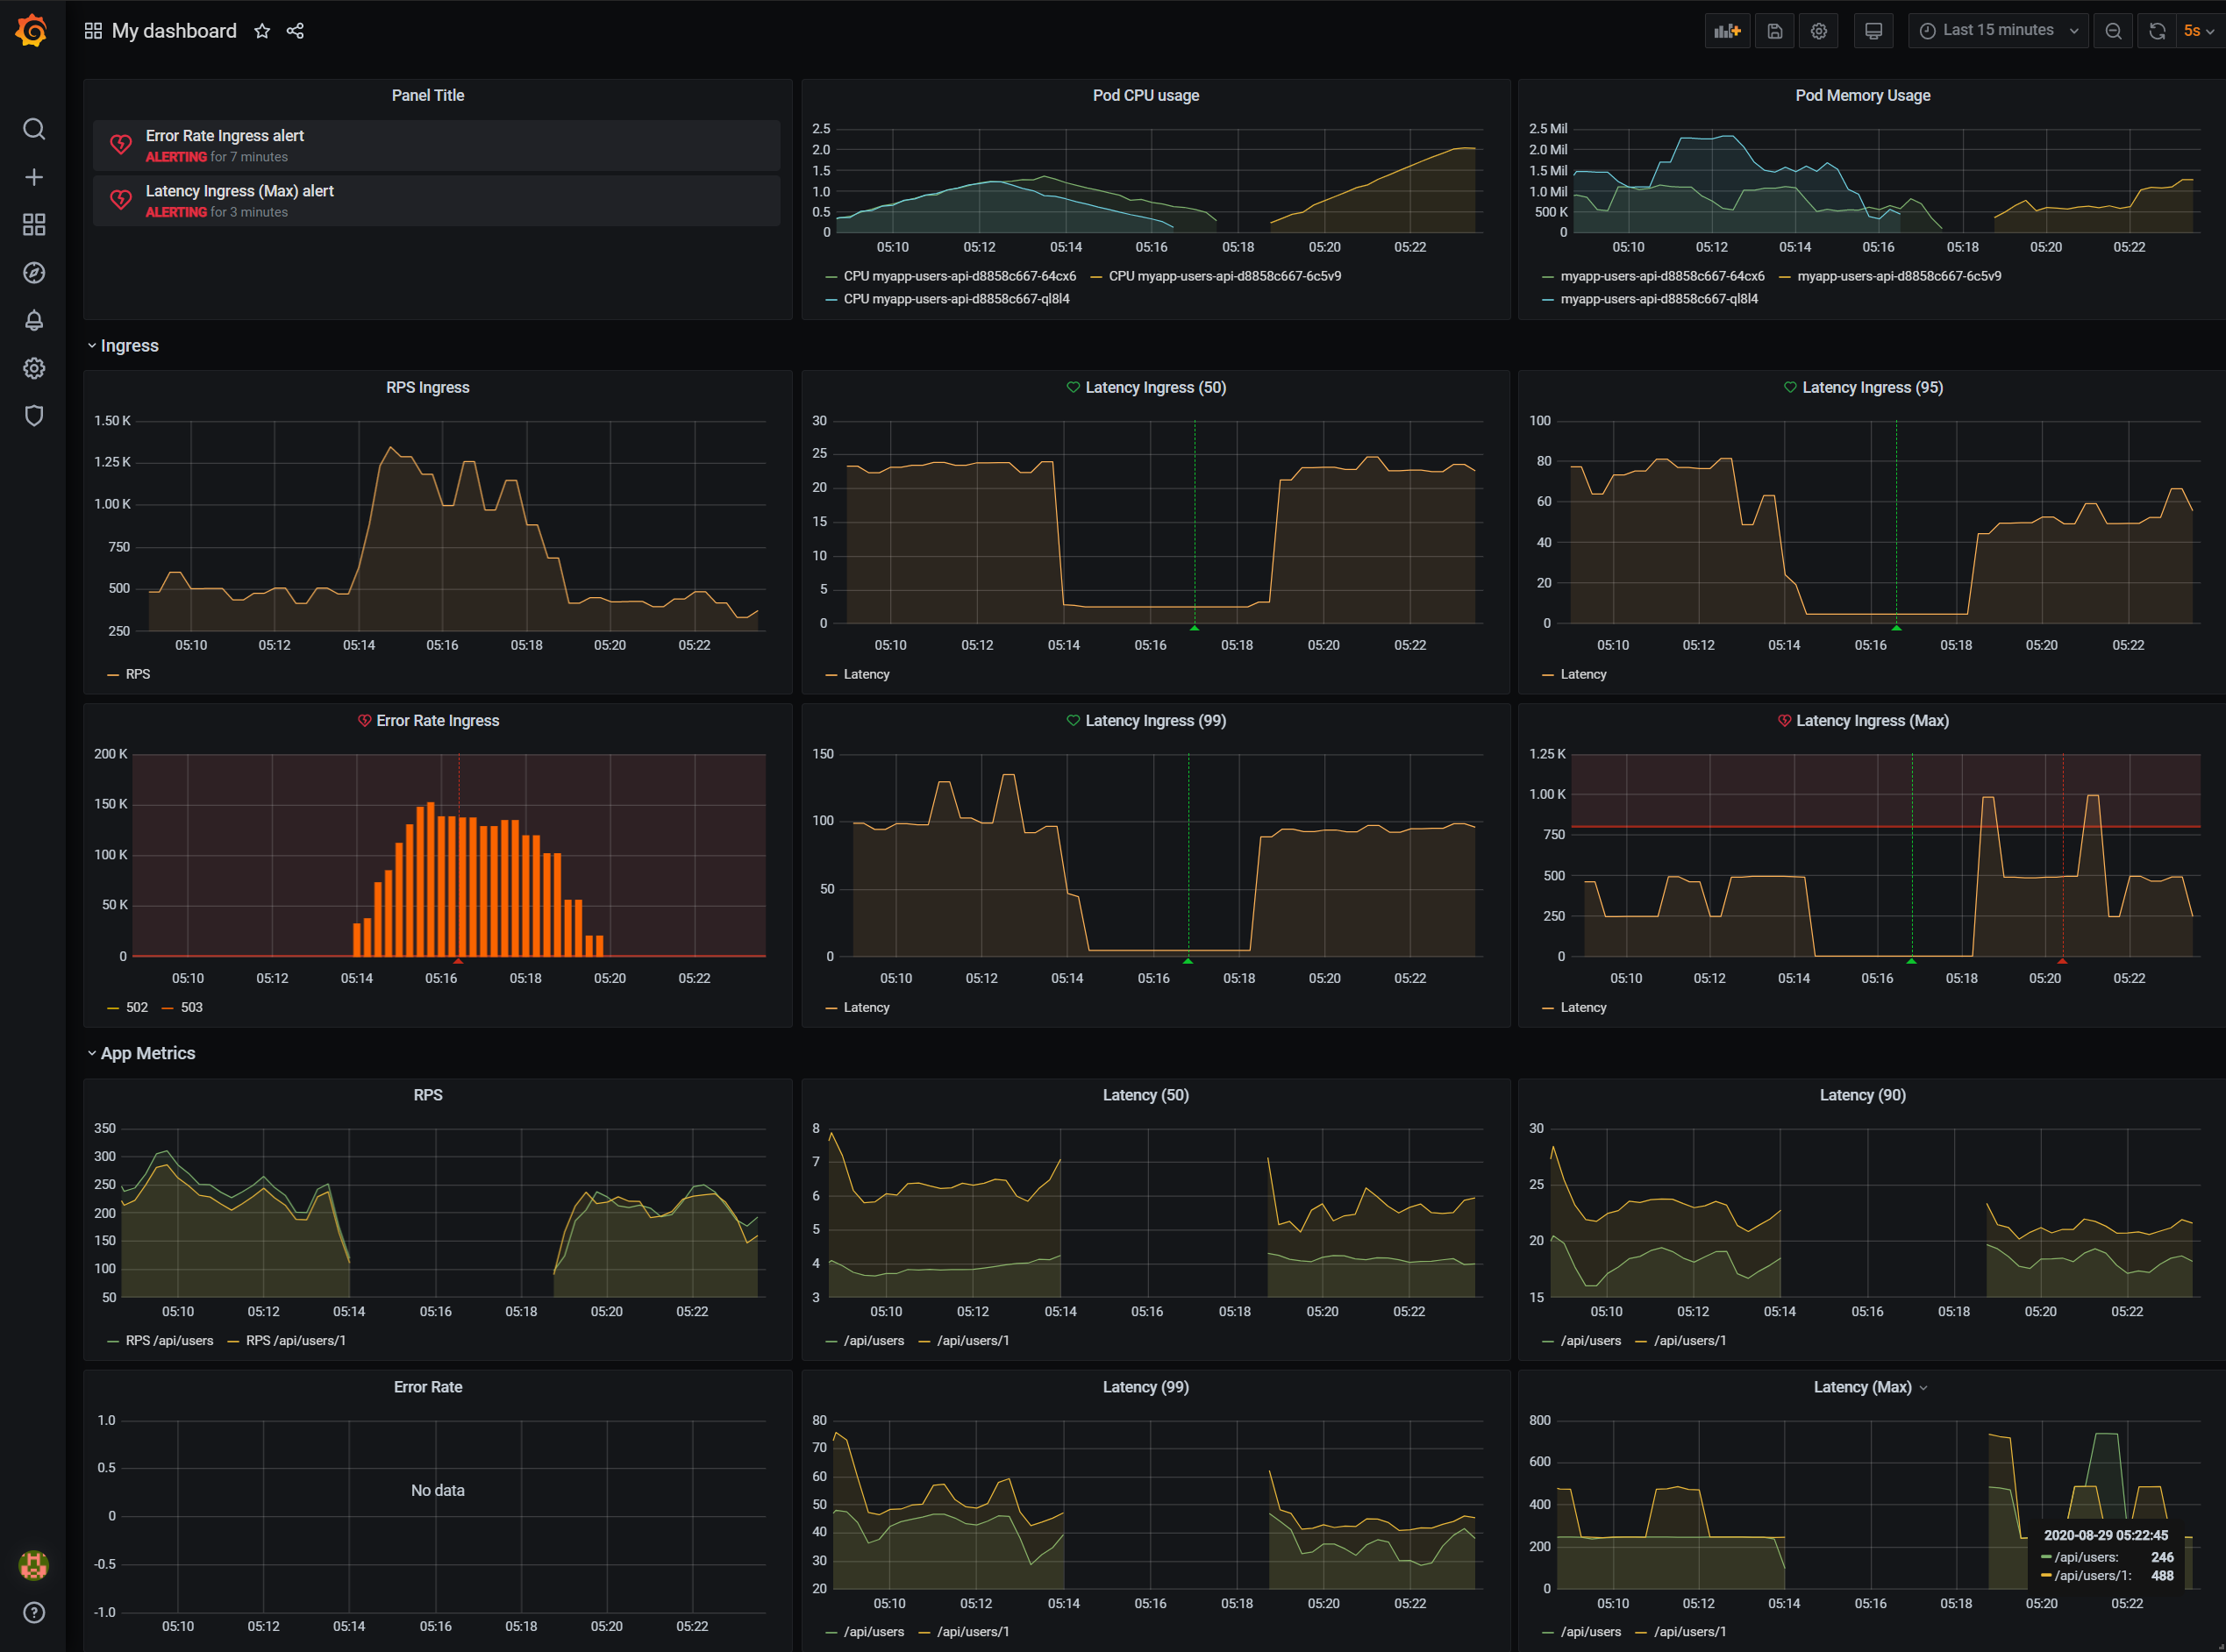 My dashboard
Last 15 minutes
5s
Panel Title
Error Rate Ingress alert
ALERTING for 7 minutes
Latency Ingress (Max) alert
ALERTING for 3 minutes
Pod CPU usage
2.5
2.0
1.5
1.0
0.5
0
05:10 05:12 05:14 05:16 05:18 05:20 05:22
CPU myapp-users-api-d8858c667-64cx6 CPU myapp-users-api-d8858c667-6c5v9
CPU myapp-users-api-d8858c667-ql8l4
Pod Memory Usage
2.5 Mil
2.0 Mil
1.5 Mil
1.0 Mil
500 K
0
05:10 05:12 05:14 05:16 05:18 05:20 05:22
myapp-users-api-d8858c667-64cx6 myapp-users-api-d8858c667-6c5v9
myapp-users-api-d8858c667-ql8l4
Ingress
RPS Ingress
1.50 K
1.25 K
1.00 K
750
500
250
05:10 05:12 05:14 05:16 05:18 05:20 05:22
RPS
Latency Ingress (50)
30
25
20
15
10
5
0
05:10 05:12 05:14 05:16 05:18 05:20 05:22
Latency
Latency Ingress (95)
100
80
60
40
20
0
05:10 05:12 05:14 05:16 05:18 05:20 05:22
Latency
Error Rate Ingress
200 K
150 K
100 K
50 K
0
05:10 05:12 05:14 05:16 05:18 05:20 05:22
502 503
Latency Ingress (99)
150
100
50
0
05:10 05:12 05:14 05:16 05:18 05:20 05:22
Latency
Latency Ingress (Max)
1.25 K
1.00 K
750
500
250
0
05:10 05:12 05:14 05:16 05:18 05:20 05:22
Latency
App Metrics
RPS
350
300
250
200
150
100
50
05:10 05:12 05:14 05:16 05:18 05:20 05:22
RPS /api/users RPS /api/users/1
Latency (50)
8
7
6
5
4
3
05:10 05:12 05:14 05:16 05:18 05:20 05:22
/api/users /api/users/1
Latency (90)
30
25
20
15
05:10 05:12 05:14 05:16 05:18 05:20 05:22
/api/users /api/users/1
Error Rate
1.0
0.5
0
-0.5
-1.0
No data
05:10 05:12 05:14 05:16 05:18 05:20 05:22
Latency (99)
80
70
60
50
40
30
20
05:10 05:12 05:14 05:16 05:18 05:20 05:22
/api/users /api/users/1
Latency (Max)
800
600
400
200
0
2020-08-29 05:22:45
/api/users: 246
/api/users/1: 488
05:10 05:12 05:14 05:16 05:18 05:20 05:22
/api/users /api/users/1